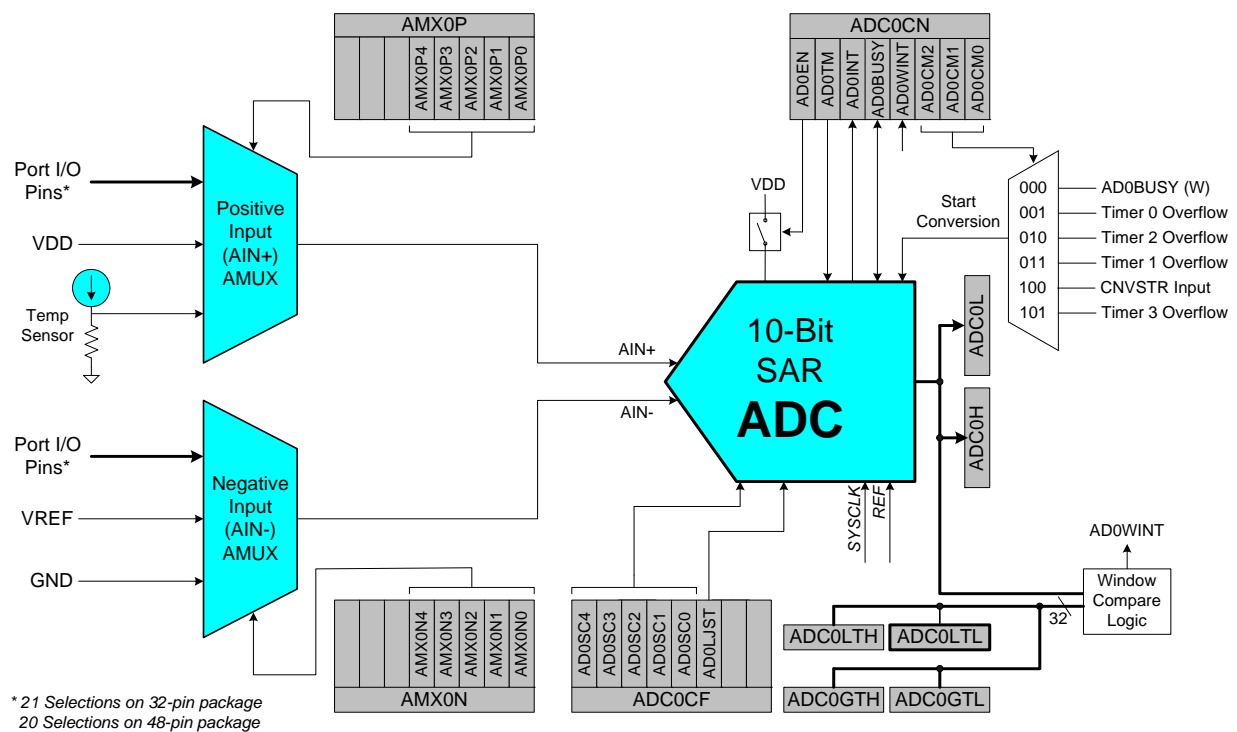 AMX0P
AMX0P4
AMX0P3
AMX0P2
AMX0P1
AMX0P0
ADC0CN
AD0EN
AD0TM
AD0INT
AD0BUSY
AD0WINT
AD0CM2
AD0CM1
AD0CM0
Port I/O
Pins*
VDD
Temp
Sensor
Positive
Input
(AIN+)
AMUX
VDD
Start
Conversion
000
001
010
011
100
101
AD0BUSY (W)
Timer 0 Overflow
Timer 2 Overflow
Timer 1 Overflow
CNVSTR Input
Timer 3 Overflow
AIN+
AIN-
10-Bit
SAR
ADC
ADC0L
ADC0H
Port I/O
Pins*
VREF
GND
Negative
Input
(AIN-)
AMUX
SYSCLK
REF
AD0WINT
Window
Compare
Logic
32
AMX0N4
AMX0N3
AMX0N2
AMX0N1
AMX0N0
AMX0N
AD0SC4
AD0SC3
AD0SC2
AD0SC1
AD0SC0
AD0LJST
ADC0CF
ADC0LTH
ADC0LTL
ADC0GTH
ADC0GTL
* 21 Selections on 32-pin package
20 Selections on 48-pin package